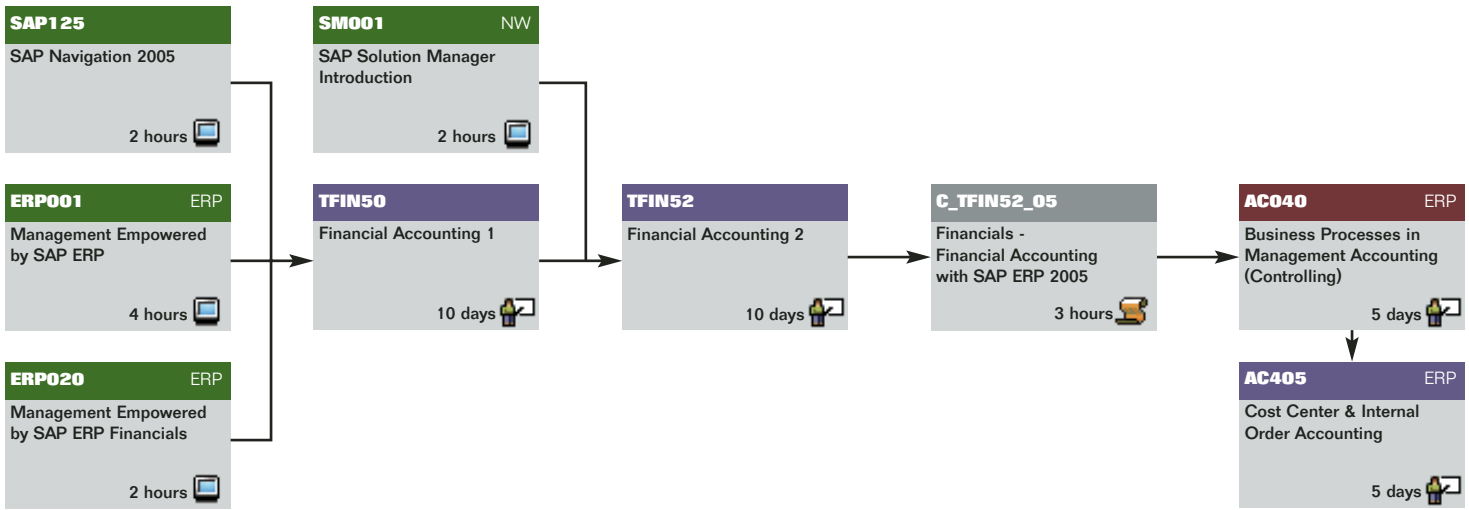 SAP125
SAP Navigation 2005
2 hours
SM001 NW
SAP Solution Manager
Introduction
2 hours
ERP001 ERP
Management Empowered
by SAP ERP
4 hours
TFIN50
Financial Accounting 1
10 days
TFIN52
Financial Accounting 2
10 days
C_TFIN52_05
Financials -
Financial Accounting
with SAP ERP 2005
3 hours
AC040 ERP
Business Processes in
Management Accounting
(Controlling)
5 days
ERP020 ERP
Management Empowered
by SAP ERP Financials
2 hours
AC405 ERP
Cost Center & Internal
Order Accounting
5 days